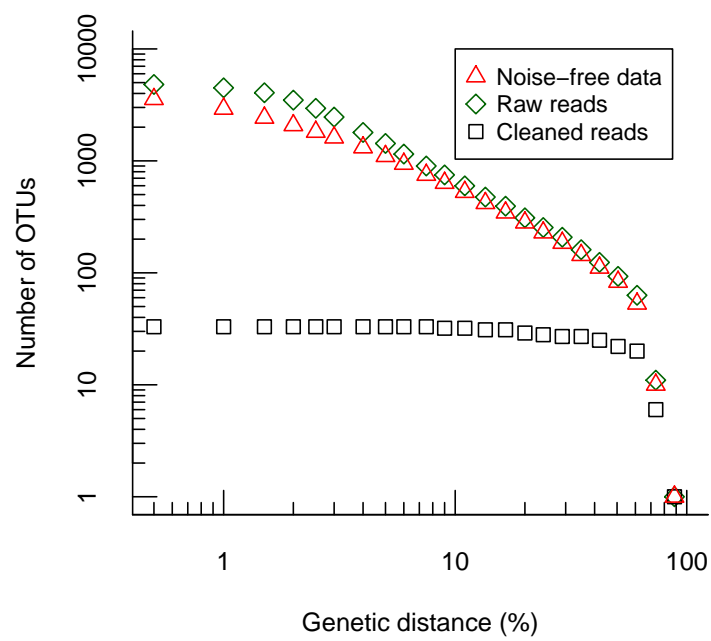 10000
1000
100
10
1
Number of OTUs
Noise−free data
Raw reads
Cleaned reads
1 10 100
Genetic distance (%)